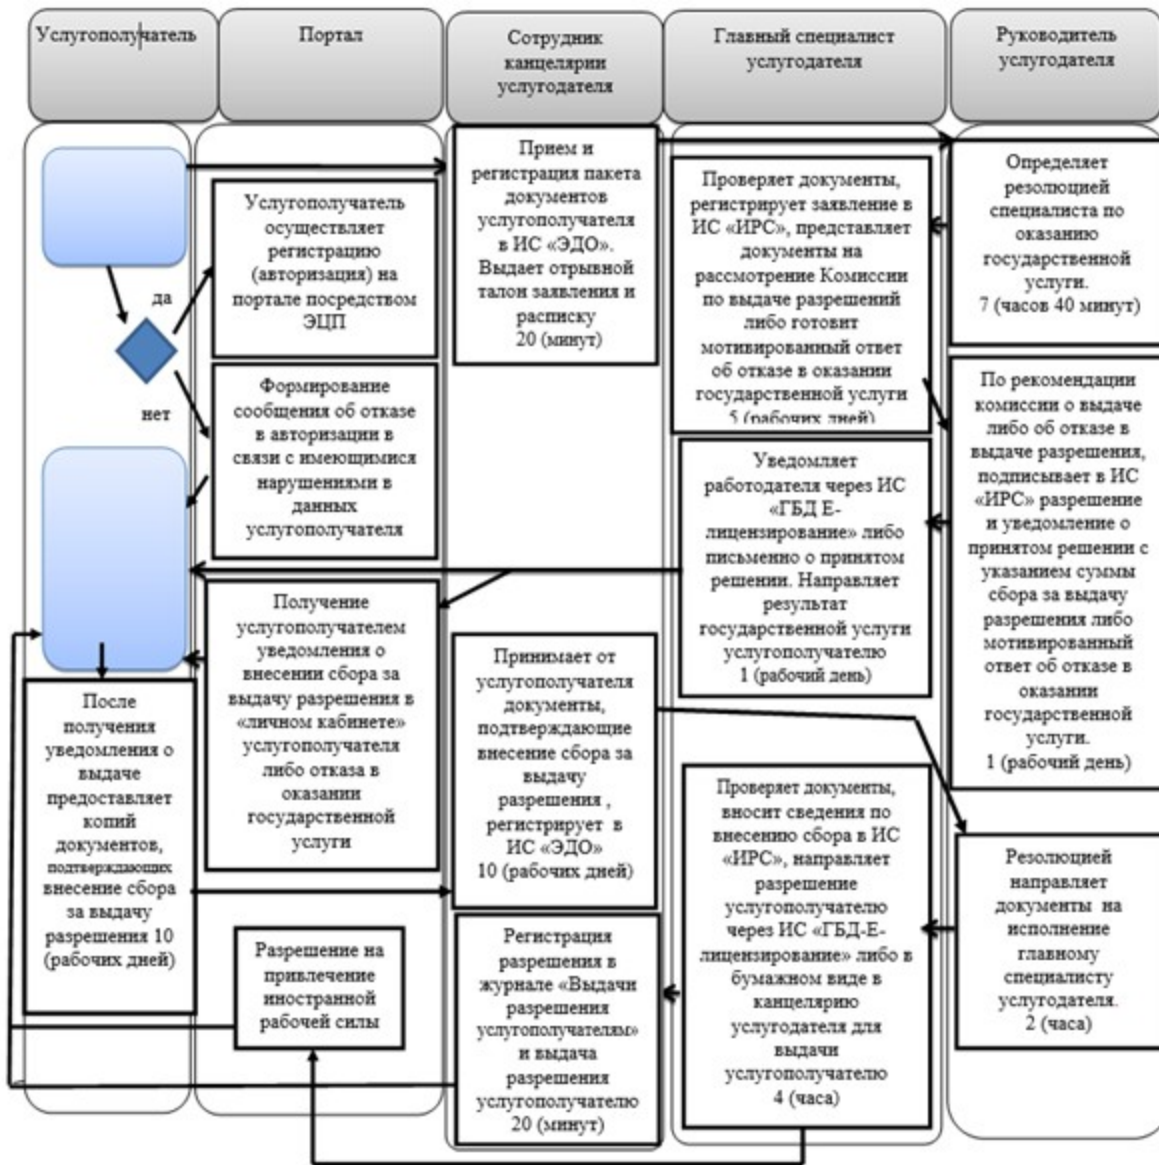 Услугополучатель
Портал
Сотрудник
канцелярии
услугодателя
Главный специалист
услугодателя
Руководитель
услугодателя
да
нет
После
получения
уведомления о
выдаче
предоставляет
копий
документов,
подтверждающих
внесение сбора
за выдачу
разрешения 10
(рабочих дней)
Услугополучатель
осуществляет
регистрацию
(авторизация) на
портале посредством
ЭЦП
Формирование
сообщения об отказе
в авторизации в
связи с имеющимися
нарушениями в
данных
услугополучателя
Получение
услугополучателем
уведомления о
внесении сбора за
выдачу разрешения в
«личном кабинете»
услугополучателя
либо отказа в
оказании
государственной
услуги
Разрешение на
привлечение
иностранной
рабочей силы
Прием и
регистрация пакета
документов
услугополучателя
в ИС «ЭДО».
Выдает отрывной
талон заявления и
расписку
20 (минут)
Принимает от
услугополучателя
документы,
подтверждающие
внесение сбора за
выдачу
разрешения ,
регистрирует в
ИС «ЭДО»
10 (рабочих дней)
Регистрация
разрешения в
журнале «Выдачи
разрешения
услугополучателям»
и выдача
разрешения
услугополучателю
20 (минут)
Проверяет документы,
регистрирует заявление в
ИС «ИРС», представляет
документы на
рассмотрение Комиссии
по выдаче разрешений
либо готовит
мотивированный ответ
об отказе в оказании
государственной услуги
5 (рабочих дней)
Уведомляет
работодателя через ИС
«ГБД Е-
лицензирование» либо
письменно о принятом
решении. Направляет
результат
государственной услуги
услугополучателю
1 (рабочий день)
Проверяет документы,
вносит сведения по
внесению сбора в ИС
«ИРС», направляет
разрешение
услугополучателю
через ИС «ГБД-Е-
лицензирование» либо в
бумажном виде в
канцелярию
услугодателя для
выдачи
услугополучателю
4 (часа)
Определяет
резолюцией
специалиста по
оказанию
государственной
услуги.
7 (часов 40 минут)
По рекомендации
комиссии о выдаче
либо об отказе в
выдаче разрешения,
подписывает в ИС
«ИРС» разрешение
и уведомление о
принятом решении с
указанием суммы
сбора за выдачу
разрешения либо
мотивированный
ответ об отказе в
оказании
государственной
услуги.
1 (рабочий день)
Резолюцией
направляет
документы на
исполнение
главному
специалисту
услугодателя.
2 (часа)